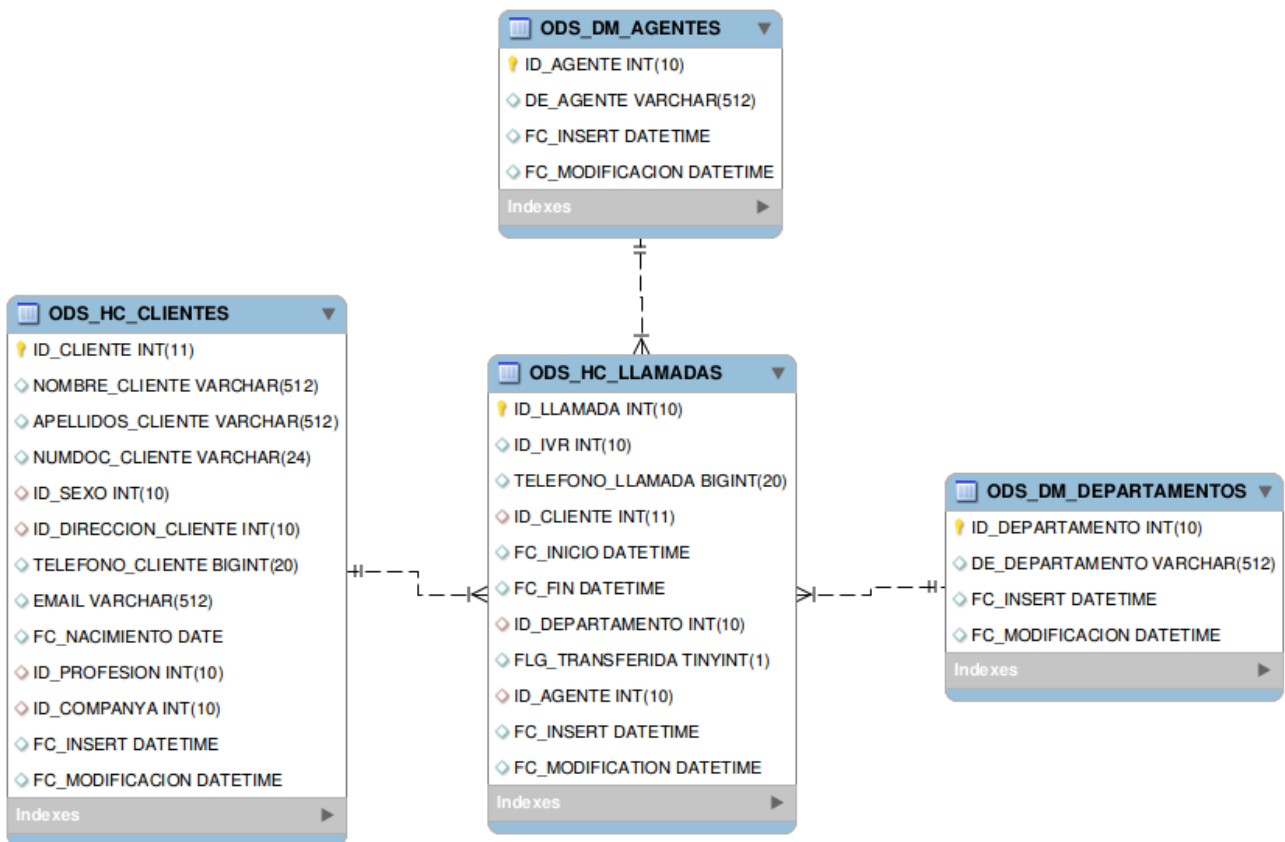 ODS_DM_AGENTES
ID_AGENTE INT(10)
DE_AGENTE VARCHAR(512)
FC_INSERT DATETIME
FC_MODIFICACION DATETIME
Indexes
ODS_HC_CLIENTES
ID_CLIENTE INT(11)
NOMBRE_CLIENTE VARCHAR(512)
APELLIDOS_CLIENTE VARCHAR(512)
NUMDOC_CLIENTE VARCHAR(24)
ID_SEXO INT(10)
ID_DIRECCION_CLIENTE INT(10)
TELEFONO_CLIENTE BIGINT(20)
EMAIL VARCHAR(512)
FC_NACIMIENTO DATE
ID_PROFESION INT(10)
ID_COMPANYA INT(10)
FC_INSERT DATETIME
FC_MODIFICACION DATETIME
Indexes
ODS_HC_LLAMADAS
ID_LLAMADA INT(10)
ID_IVR INT(10)
TELEFONO_LLAMADA BIGINT(20)
ID_CLIENTE INT(11)
FC_INICIO DATETIME
FC_FIN DATETIME
ID_DEPARTAMENTO INT(10)
FLG_TRANSFERIDA TINYINT(1)
ID_AGENTE INT(10)
FC_INSERT DATETIME
FC_MODIFICATION DATETIME
Indexes
ODS_DM_DEPARTAMENTOS
ID_DEPARTAMENTO INT(10)
DE_DEPARTAMENTO VARCHAR(512)
FC_INSERT DATETIME
FC_MODIFICACION DATETIME
Indexes